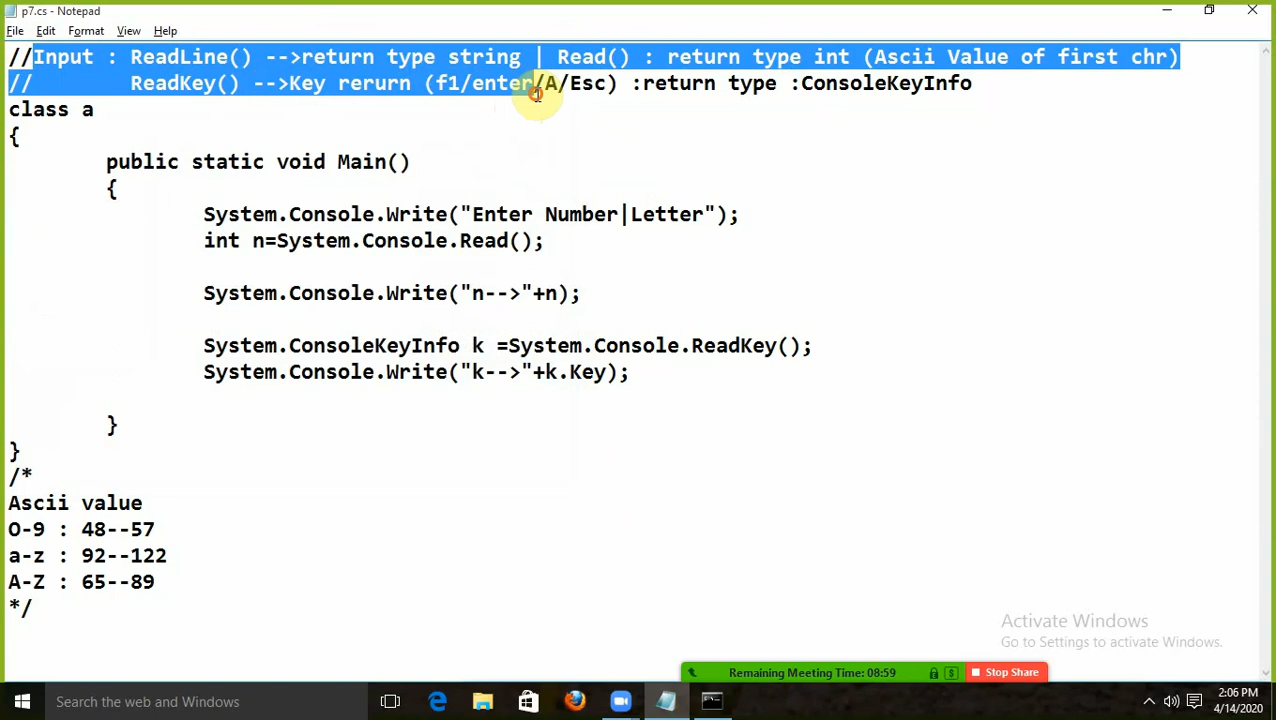 p7.cs - Notepad
File Edit Format View Help
//Input : ReadLine() -->return type string | Read() : return type int (Ascii Value of first chr)
// ReadKey() -->Key rerurn (f1/enter/A/Esc) :return type :ConsoleKeyInfo
class a
{
public static void Main()
{
System.Console.Write("Enter Number|Letter");
int n=System.Console.Read();
System.Console.Write("n-->"+n);
System.ConsoleKeyInfo k =System.Console.ReadKey();
System.Console.Write("k-->"+k.Key);
}
}
/*
Ascii value
O-9 : 48--57
a-z : 92--122
A-Z : 65--89
*/
Activate Windows
Go to Settings to activate Windows.
Remaining Meeting Time: 08:59 Stop Share
Search the web and Windows
2:06 PM
4/14/2020